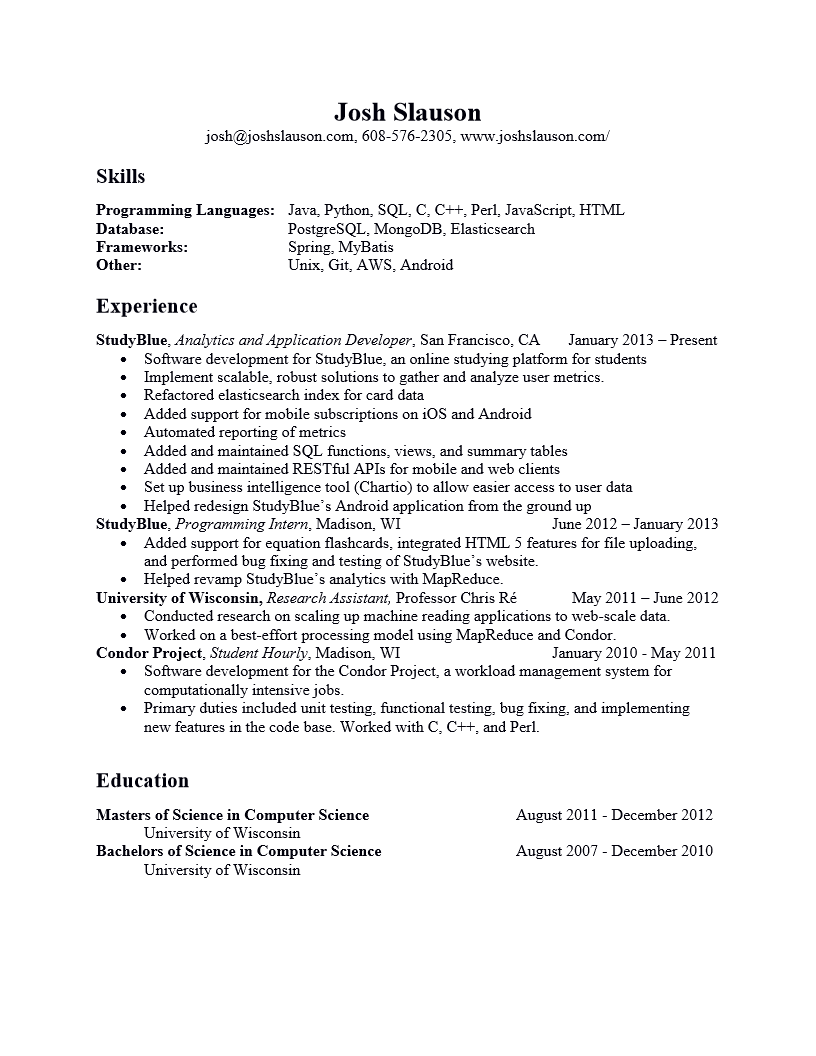 Josh Slauson
josh@joshslauson.com, 608-576-2305, www.joshslauson.com/
Skills
Programming Languages: Java, Python, SQL, C, C++, Perl, JavaScript, HTML
Database: PostgreSQL, MongoDB, Elasticsearch
Frameworks: Spring, MyBatis
Other: Unix, Git, AWS, Android
Experience
StudyBlue, Analytics and Application Developer, San Francisco, CA January 2013 – Present
• Software development for StudyBlue, an online studying platform for students
• Implement scalable, robust solutions to gather and analyze user metrics.
• Refactored elasticsearch index for card data
• Added support for mobile subscriptions on iOS and Android
• Automated reporting of metrics
• Added and maintained SQL functions, views, and summary tables
• Added and maintained RESTful APIs for mobile and web clients
• Set up business intelligence tool (Chartio) to allow easier access to user data
• Helped redesign StudyBlue’s Android application from the ground up
StudyBlue, Programming Intern, Madison, WI June 2012 – January 2013
• Added support for equation flashcards, integrated HTML 5 features for file uploading,
and performed bug fixing and testing of StudyBlue’s website.
• Helped revamp StudyBlue’s analytics with MapReduce.
University of Wisconsin, Research Assistant, Professor Chris Ré May 2011 – June 2012
• Conducted research on scaling up machine reading applications to web-scale data.
• Worked on a best-effort processing model using MapReduce and Condor.
Condor Project, Student Hourly, Madison, WI January 2010 - May 2011
• Software development for the Condor Project, a workload management system for
computationally intensive jobs.
• Primary duties included unit testing, functional testing, bug fixing, and implementing
new features in the code base. Worked with C, C++, and Perl.
Education
Masters of Science in Computer Science August 2011 - December 2012
University of Wisconsin
Bachelors of Science in Computer Science August 2007 - December 2010
University of Wisconsin